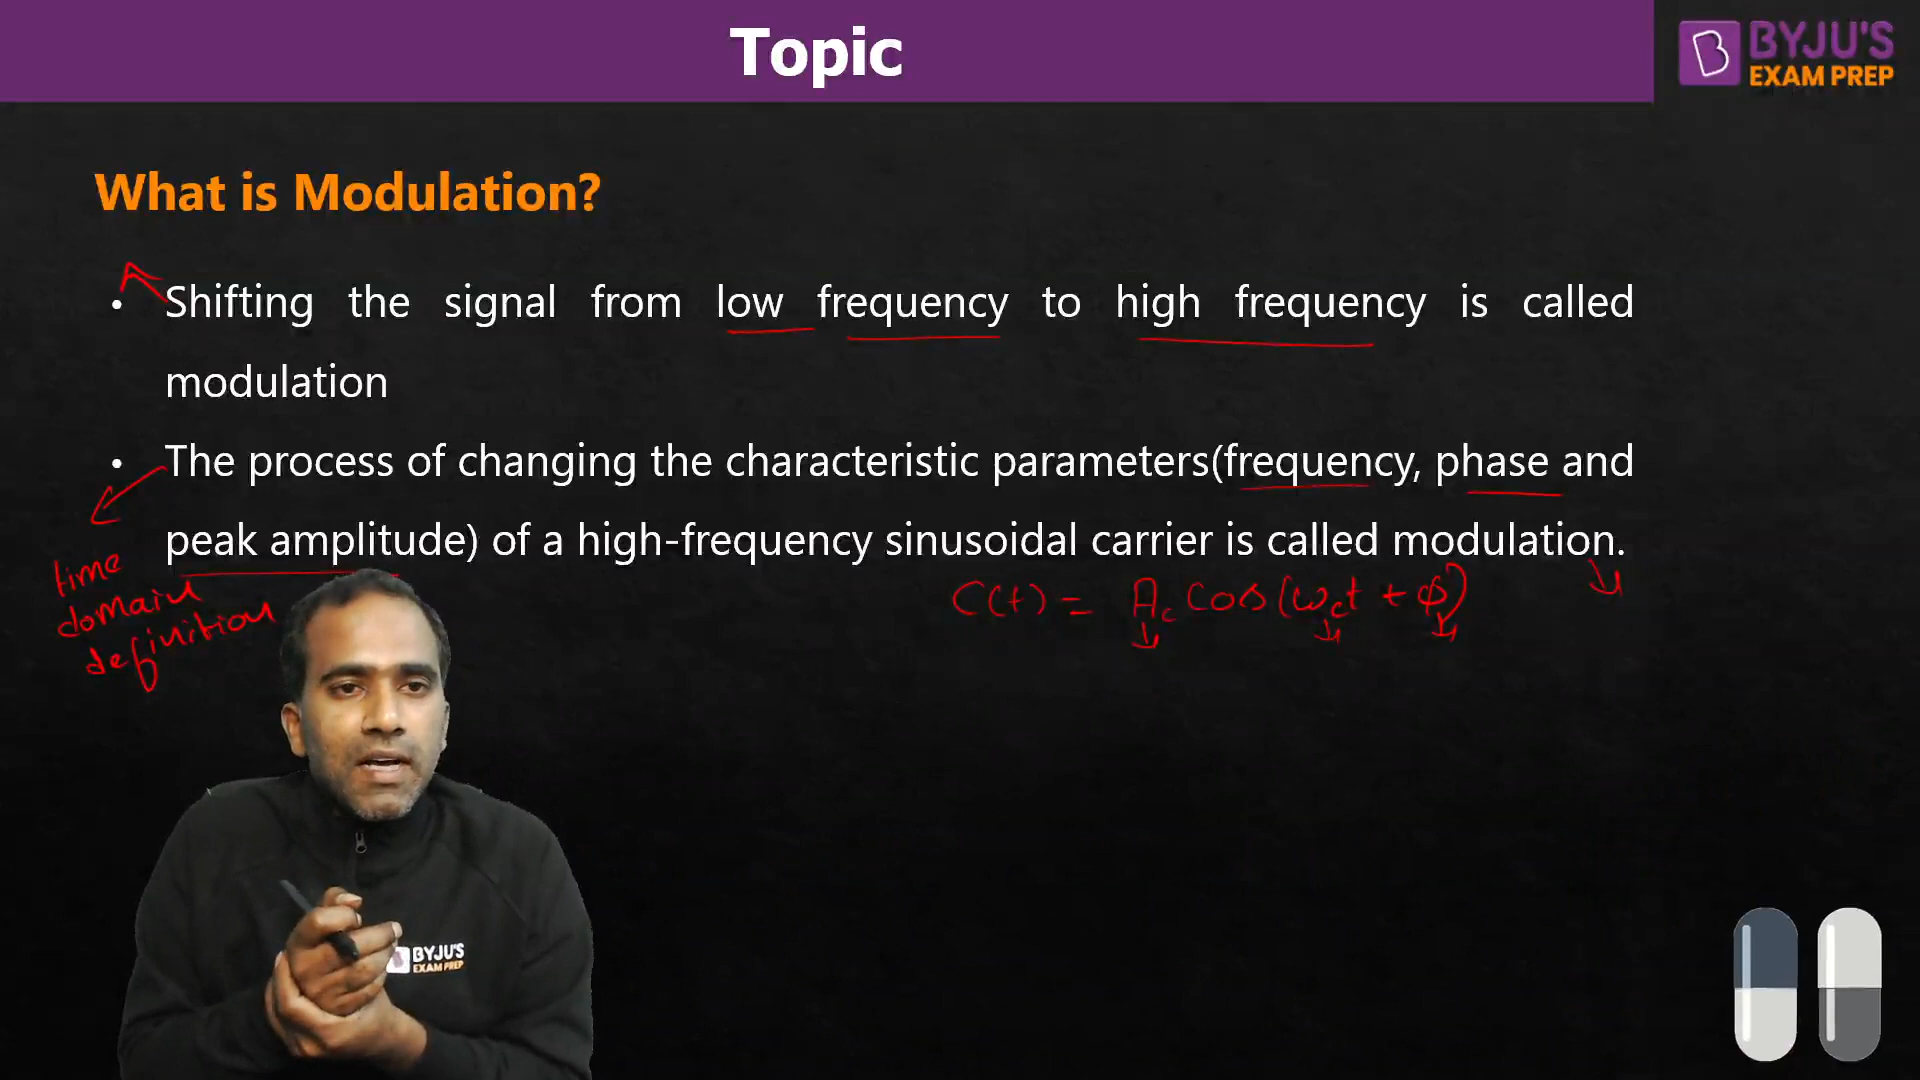 Topic
BYJU'S
EXAM PREP
What is Modulation?
• Shifting the signal from low frequency to high frequency is called
modulation
• The process of changing the characteristic parameters(frequency, phase and
peak amplitude) of a high-frequency sinusoidal carrier is called modulation.
time
domain
definition
C(t) = Ac Cos(ωct + φ)
BYJU'S
EXAM PREP